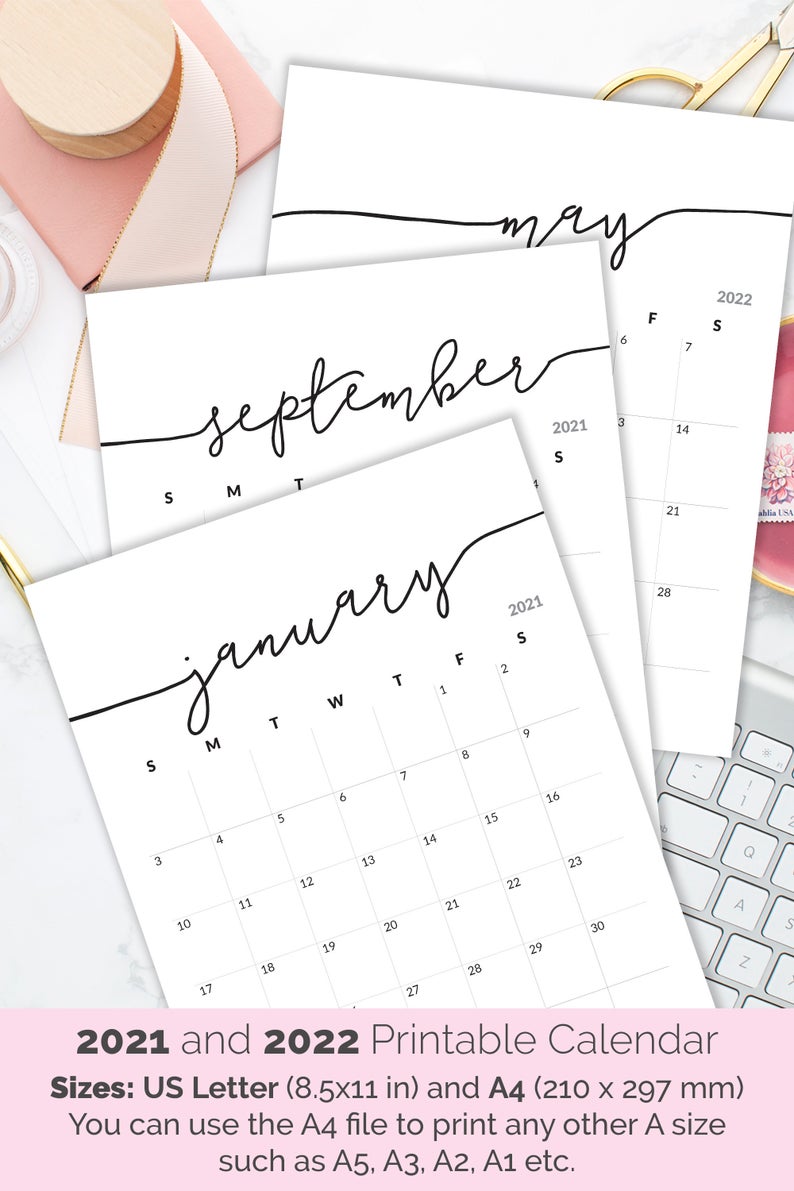 may
2022
F S
6 7
3 14
21
28
september
2021
S M T S
4
january
2021
S M T W T F S
1 2
3 4 5 6 7 8 9
10 11 12 13 14 15 16
17 18 19 20 21 22 23
27 28 29 30
ahlia USA
Q
A S
Z X
2021 and 2022 Printable Calendar
Sizes: US Letter (8.5x11 in) and A4 (210 x 297 mm)
You can use the A4 file to print any other A size
such as A5, A3, A2, A1 etc.